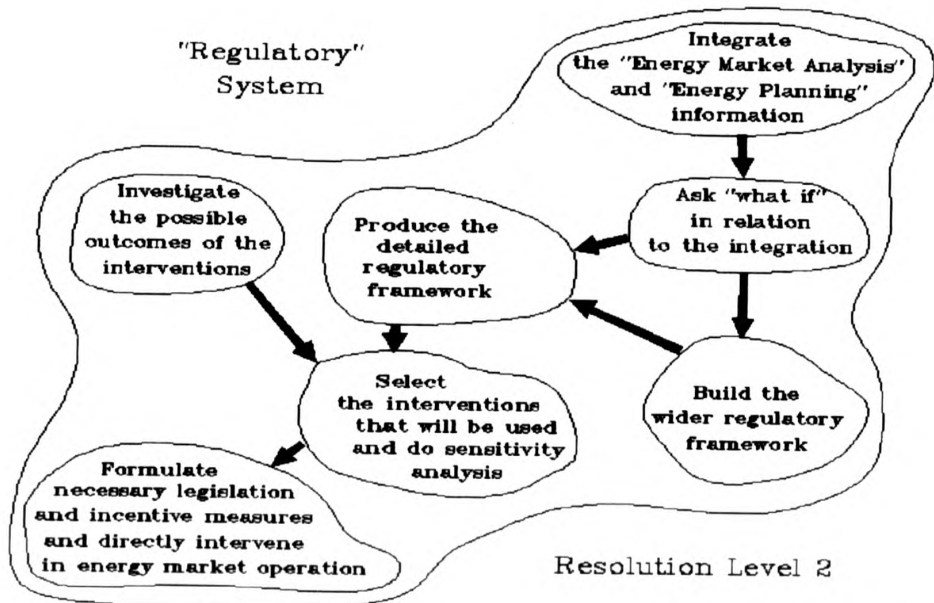 "Regulatory"
System
Integrate
the "Energy Market Analysis"
and "Energy Planning"
information
Investigate
the possible
outcomes of the
interventions
Produce the
detailed
regulatory
framework
Ask "what if"
in relation
to the integration
Select
the interventions
that will be used
and do sensitivity
analysis
Build the
wider regulatory
framework
Formulate
necessary legislation
and incentive measures
and directly intervene
in energy market operation
Resolution Level 2